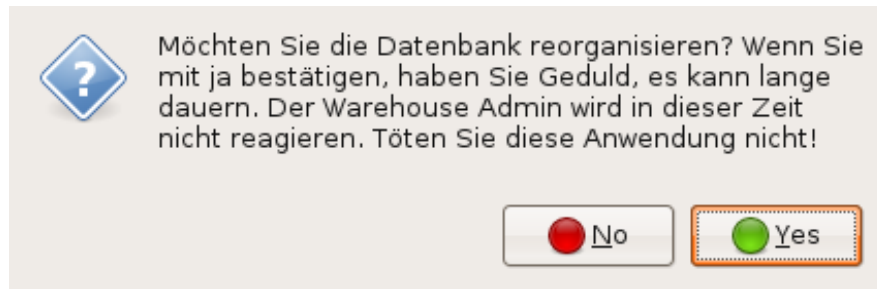 Möchten Sie die Datenbank reorganisieren? Wenn Sie
mit ja bestätigen, haben Sie Geduld, es kann lange
dauern. Der Warehouse Admin wird in dieser Zeit
nicht reagieren. Töten Sie diese Anwendung nicht!
?
No
Yes